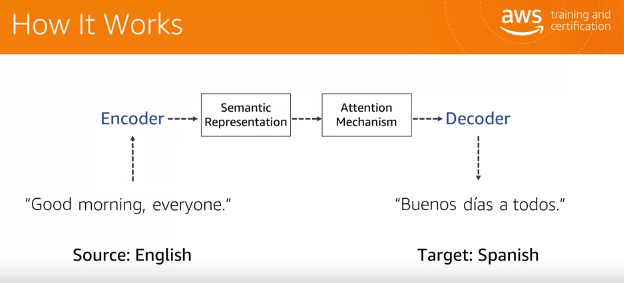 How It Works
aws training and
certification
Encoder
Semantic
Representation
Attention
Mechanism
Decoder
“Good morning, everyone.”
“Buenos días a todos.”
Source: English
Target: Spanish